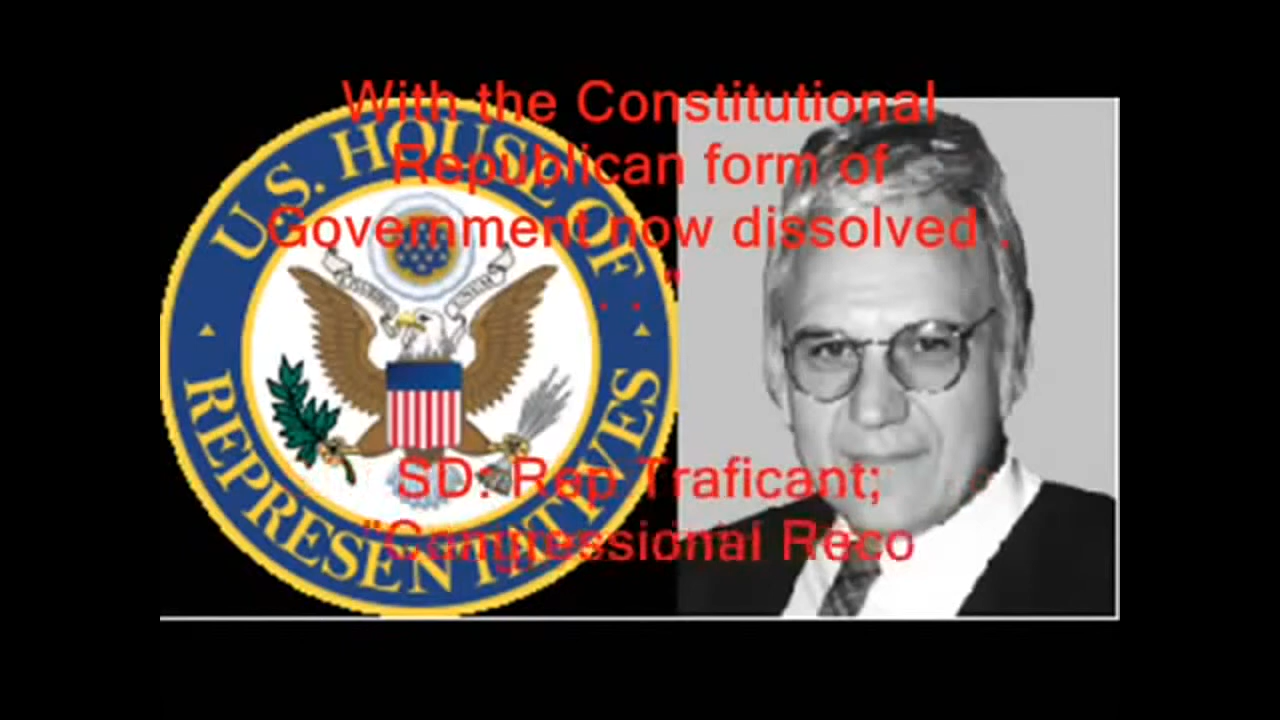 With the Constitutional
Republican form of
Government now dissolved .
. . "
SD: Rep Traficant;
"Congressional Reco
U.S. HOUSE OF
REPRESENTATIVES